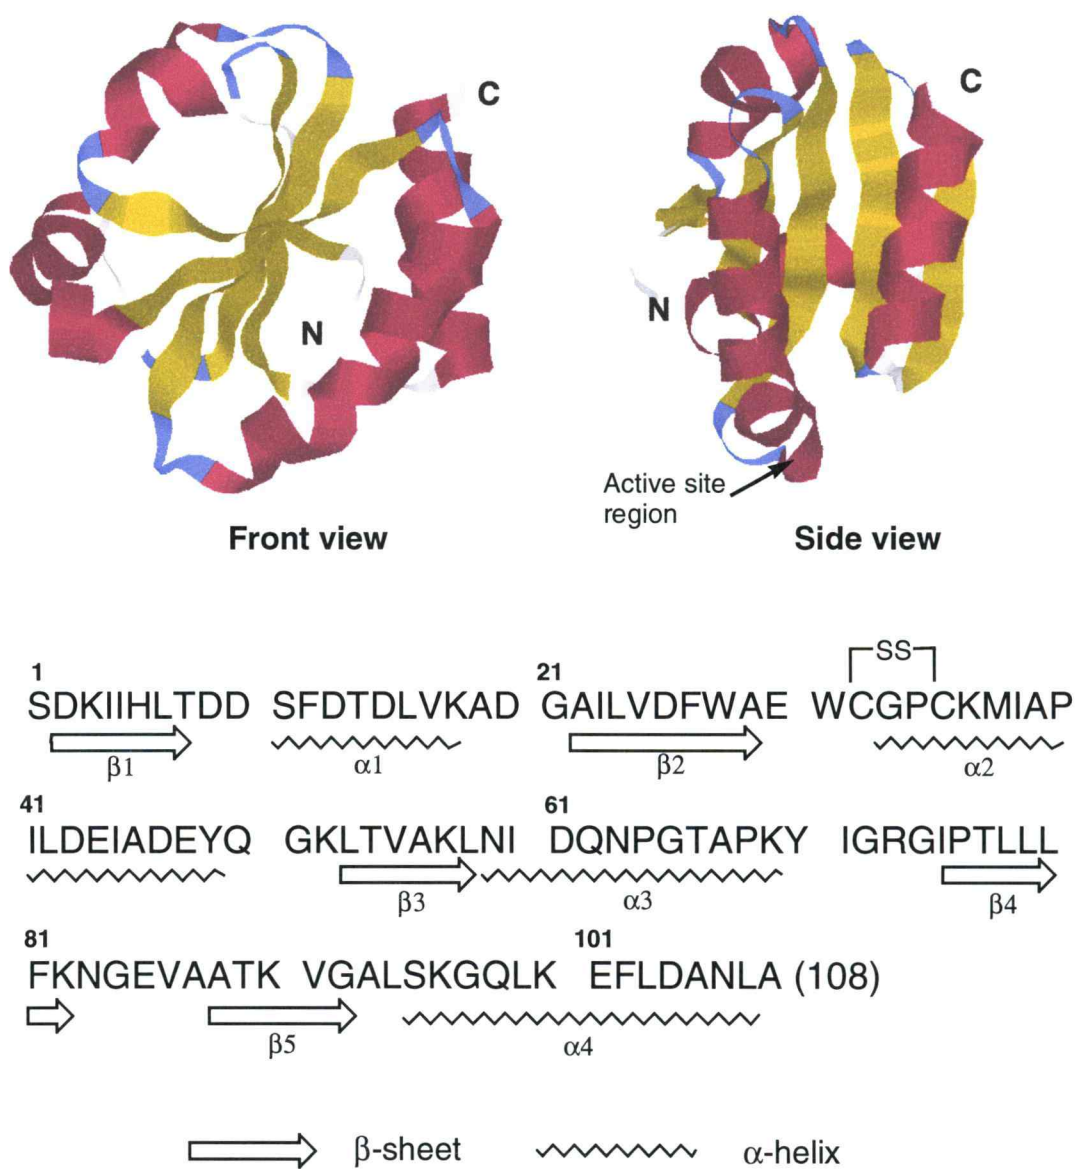 C
C
N
N
Active site
region
Front view
Side view
SS
1
21
SDKIIHLTDD SFDTDLVKAD GAILVDFWAE WCGPCKMIAP
β1
α1
β2
α2
41
61
ILDEIADEYQ GKLTVAKLNI DQNPGTAPKY IGRGIPTLLL
β3
α3
β4
81
101
FKNGEVAATK VGALSKGQLK EFLDANLA (108)
β5
α4
β-sheet
α-helix